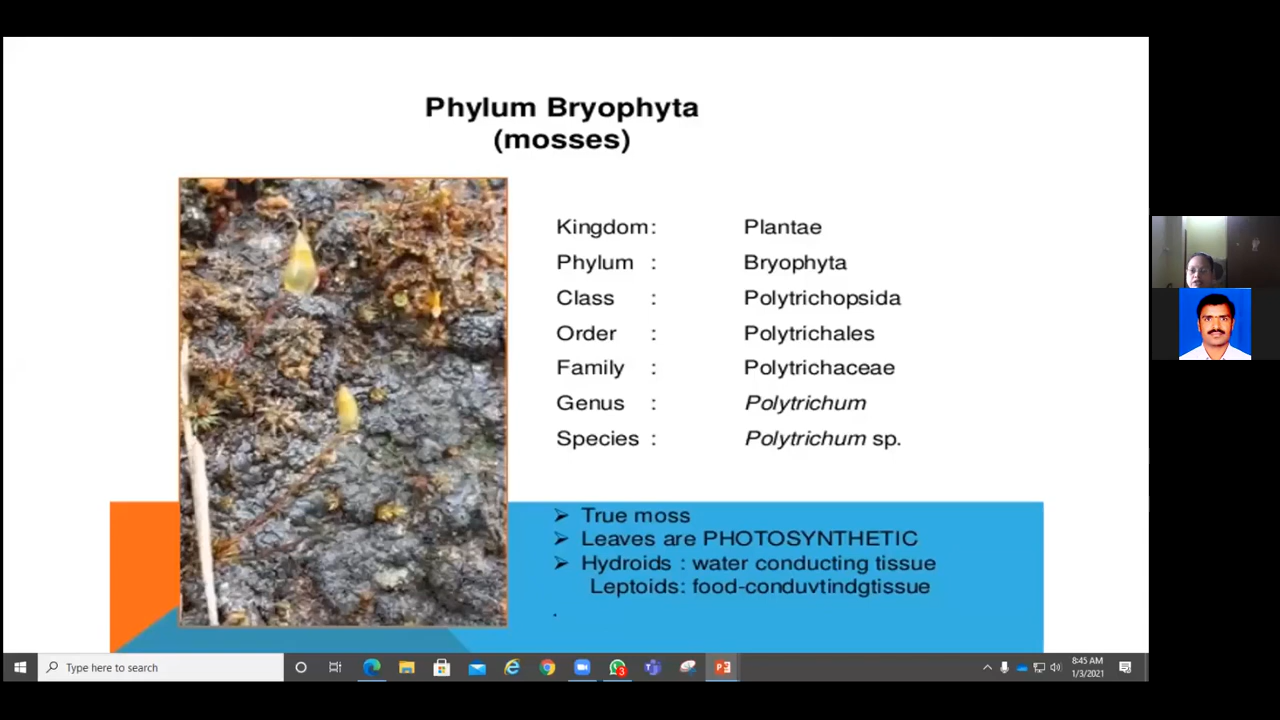 Phylum Bryophyta
(mosses)
Kingdom : Plantae
Phylum : Bryophyta
Class : Polytrichopsida
Order : Polytrichales
Family : Polytrichaceae
Genus : Polytrichum
Species : Polytrichum sp.
➢ True moss
➢ Leaves are PHOTOSYNTHETIC
➢ Hydroids : water conducting tissue
Leptoids: food-conduvtindgtissue
.
Type here to search
3
8:45 AM
1/3/2021